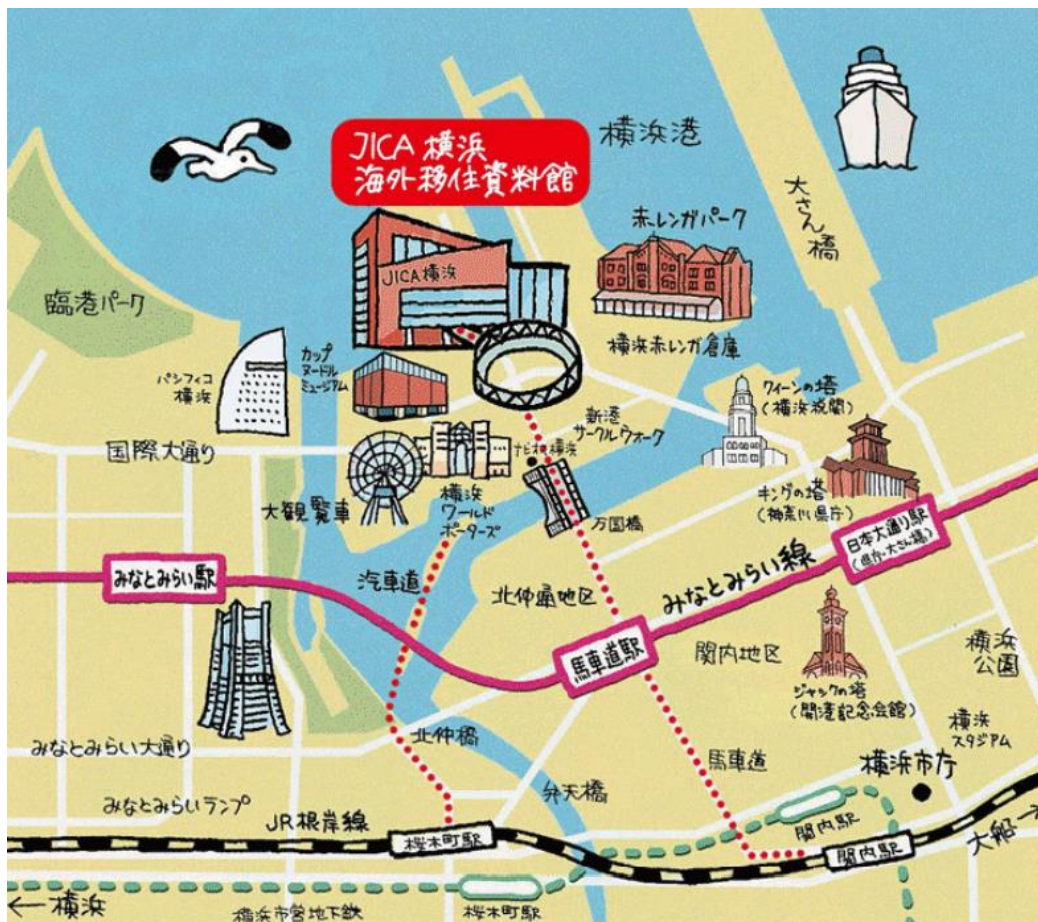 JICA 横浜
海外移住資料館
横浜港
大さん橋
赤レンガパーク
JICA横浜
臨港パーク
横浜赤レンガ倉庫
カップ
ヌードル
ミュージアム
パシフィコ
横浜
クイーンの塔
(横浜税関)
新港
サークルウォーク
国際大通り
ナビオス横浜
大観覧車
横浜
ワールド
ポーターズ
万国橋
キングの塔
(神奈川県庁)
日本大通り駅
(県庁・大さん橋)
みなとみらい線
みなとみらい駅
汽車道
北仲通地区
馬車道駅
関内地区
横浜
公園
ジャックの塔
(開港記念会館)
横浜
スタジアム
みなとみらい大通り
北仲橋
馬車道
横浜市庁
弁天橋
みなとみらいランプ
JR根岸線
桜木町駅
関内駅
関内駅
大船→
←横浜
横浜市営地下鉄
桜木町駅